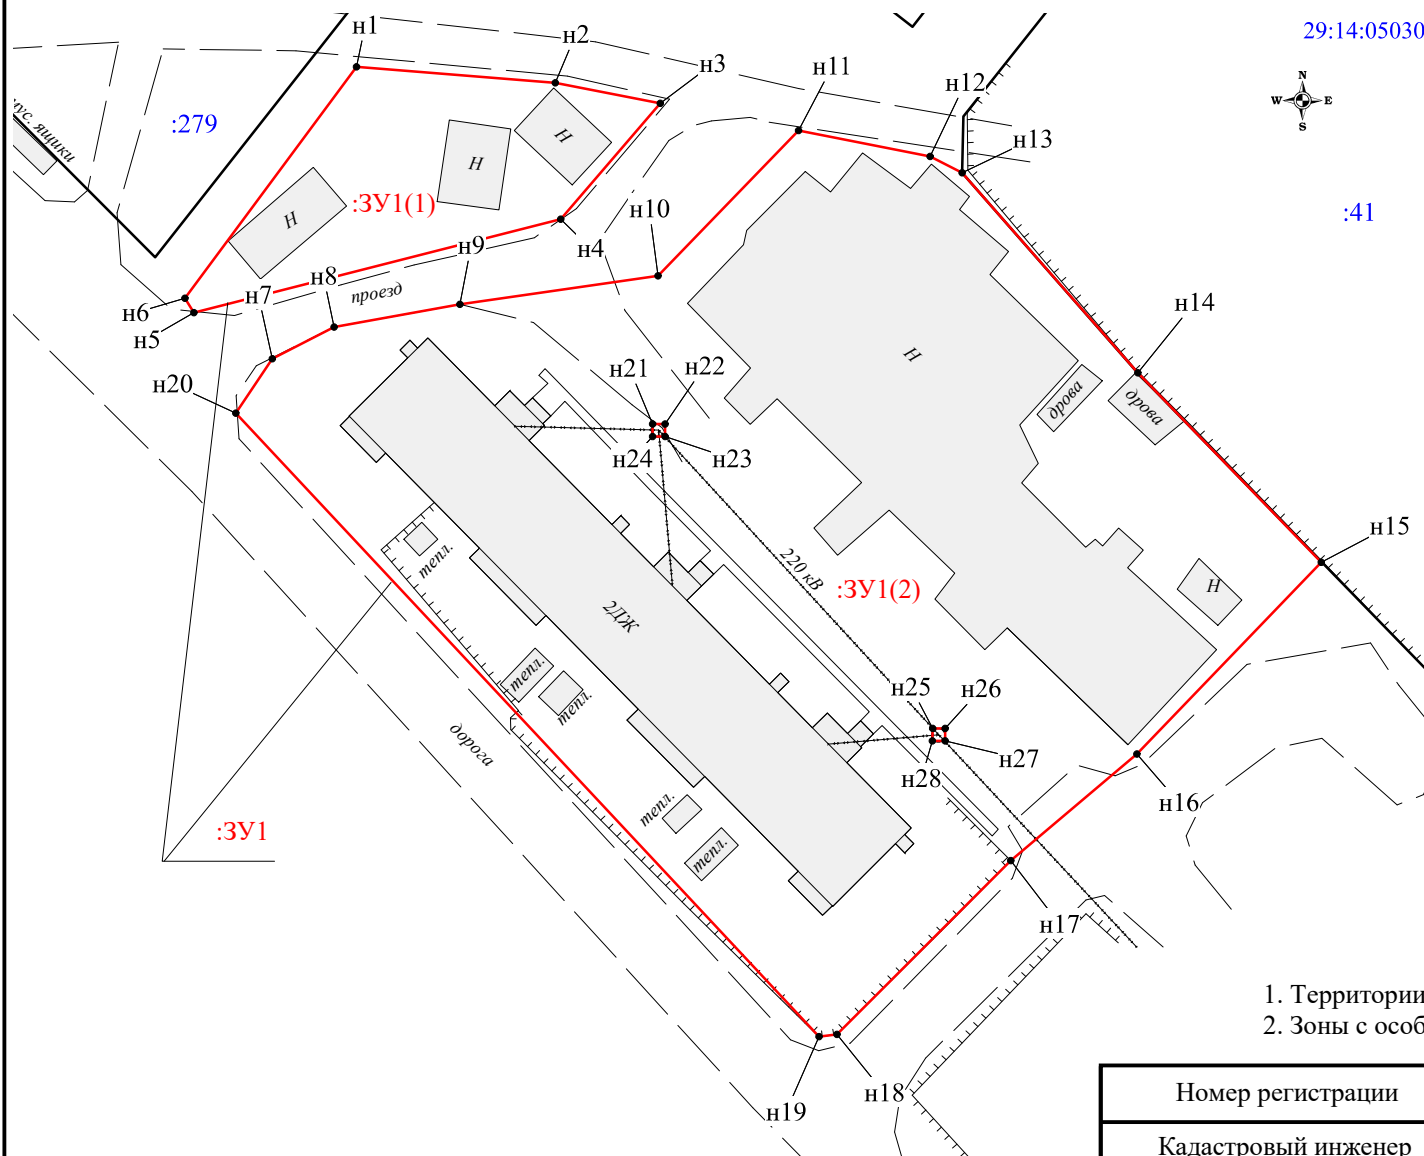 н1
н2
29:14:05030
н3
н11
N
W E
S
н12
ящики
:279
Н
н13
Н
:ЗУ1(1)
Н
н10
:41
н9
н4
н8
проезд
н7
н6
н14
н5
Н
н21
н22
н20
дрова
дрова
н24
н23
н15
тепл.
220 кВ
:ЗУ1(2)
Н
2ДЖ
тепл.
н25
н26
тепл.
дорога
н27
н28
н16
тепл.
:ЗУ1
тепл.
н17
1. Территории
2. Зоны с особ
н18
Номер регистрации
н19
Кадастровый инженер